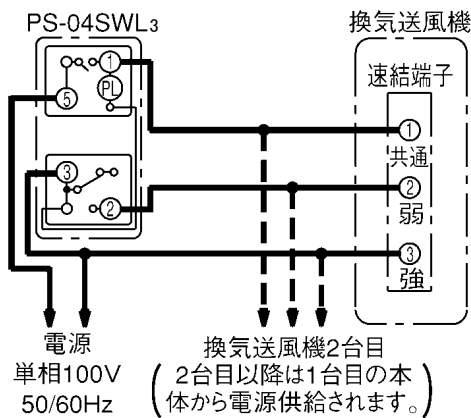 PS-04SWL3
換気送風機
速結端子
1
PL
5
1
共通
3
2
弱
2
3
強
電源
単相100V
50/60Hz
換気送風機2台目
(2台目以降は1台目の本
体から電源供給されます。)